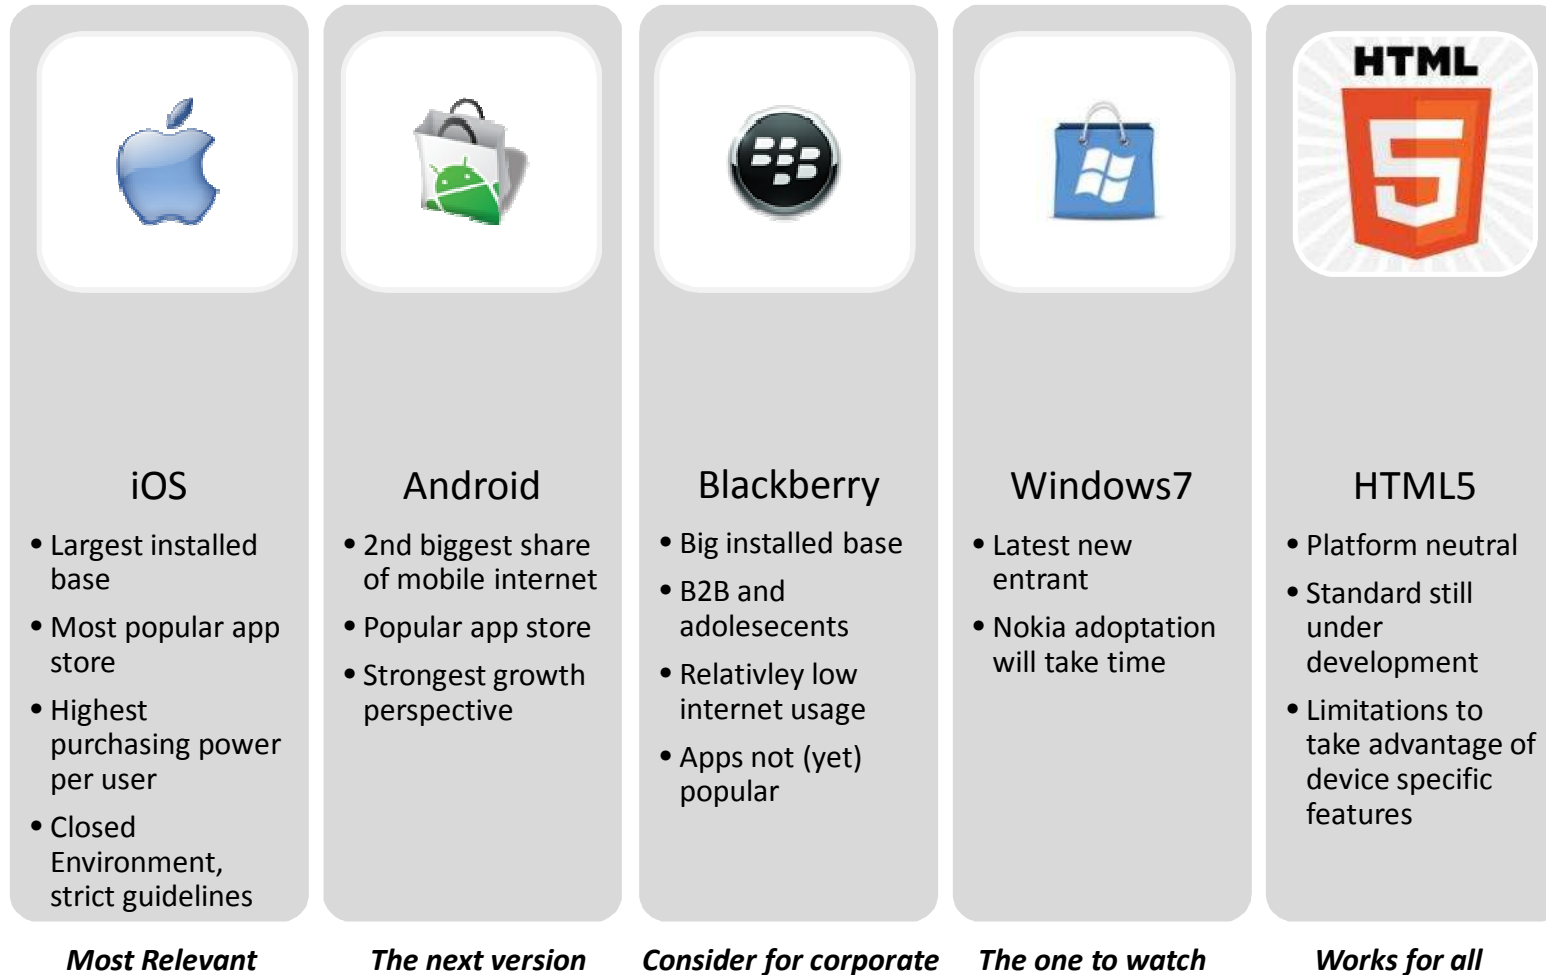 HTML
5
iOS
• Largest installed
base
• Most popular app
store
• Highest
purchasing power
per user
• Closed
Environment,
strict guidelines
Most Relevant
Android
• 2nd biggest share
of mobile internet
• Popular app store
• Strongest growth
perspective
The next version
Blackberry
• Big installed base
• B2B and
adolesecents
• Relativley low
internet usage
• Apps not (yet)
popular
Consider for corporate
Windows7
• Latest new
entrant
• Nokia adoptation
will take time
The one to watch
HTML5
• Platform neutral
• Standard still
under
development
• Limitations to
take advantage of
device specific
features
Works for all